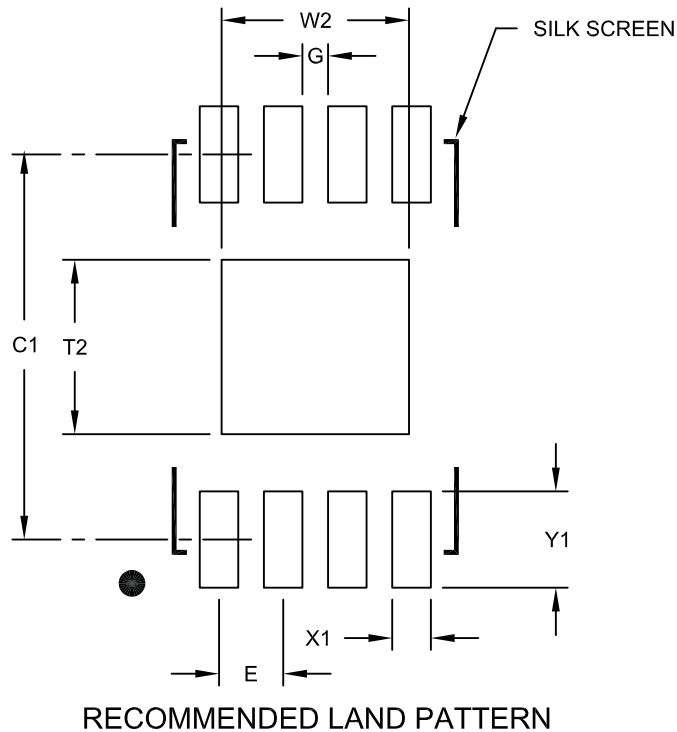 W2
SILK SCREEN
G
C1
T2
Y1
X1
E
RECOMMENDED LAND PATTERN